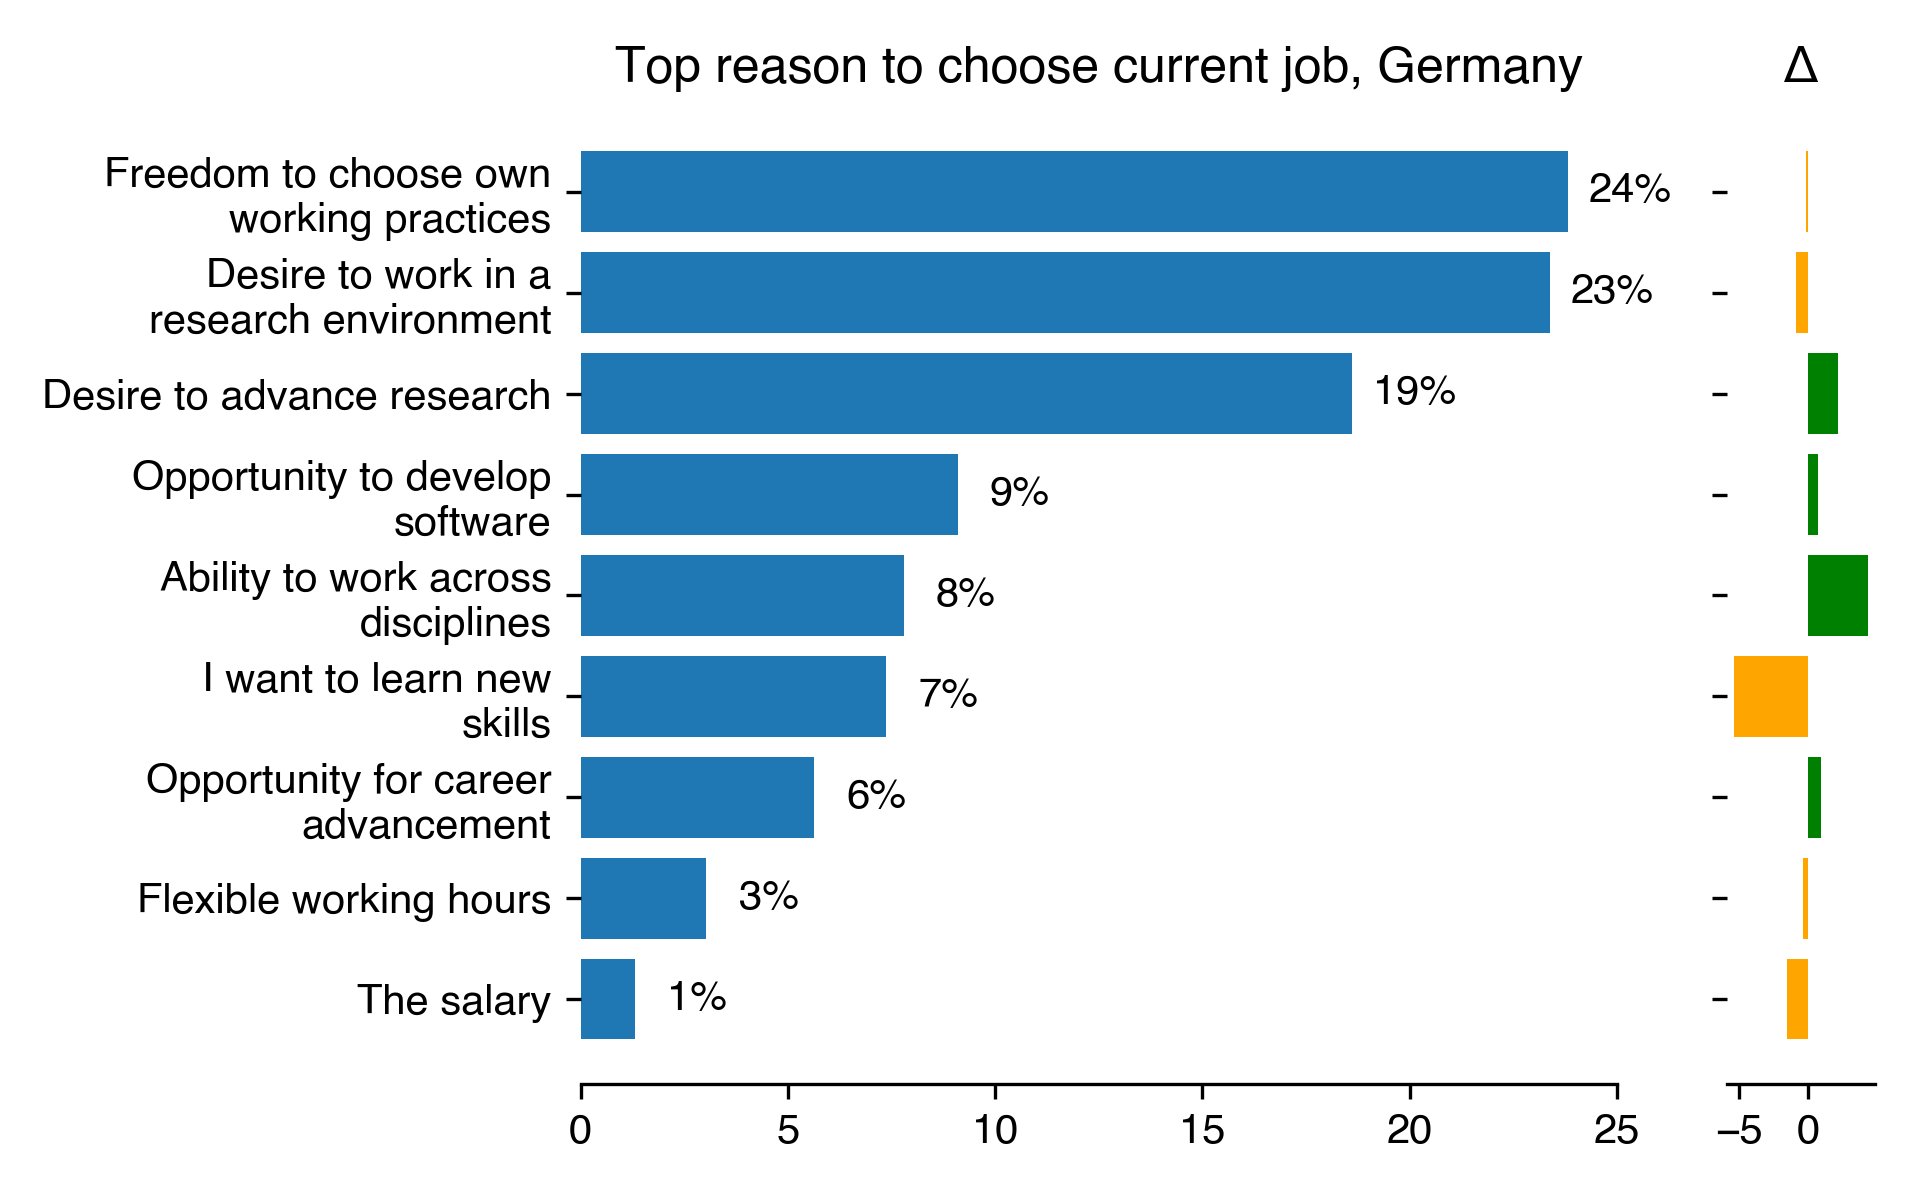 Top reason to choose current job, Germany
Δ
Freedom to choose own
working practices
24%
Desire to work in a
research environment
23%
Desire to advance research
19%
Opportunity to develop
software
9%
Ability to work across
disciplines
8%
I want to learn new
skills
7%
Opportunity for career
advancement
6%
Flexible working hours
3%
The salary
1%
0 5 10 15 20 25
−5 0